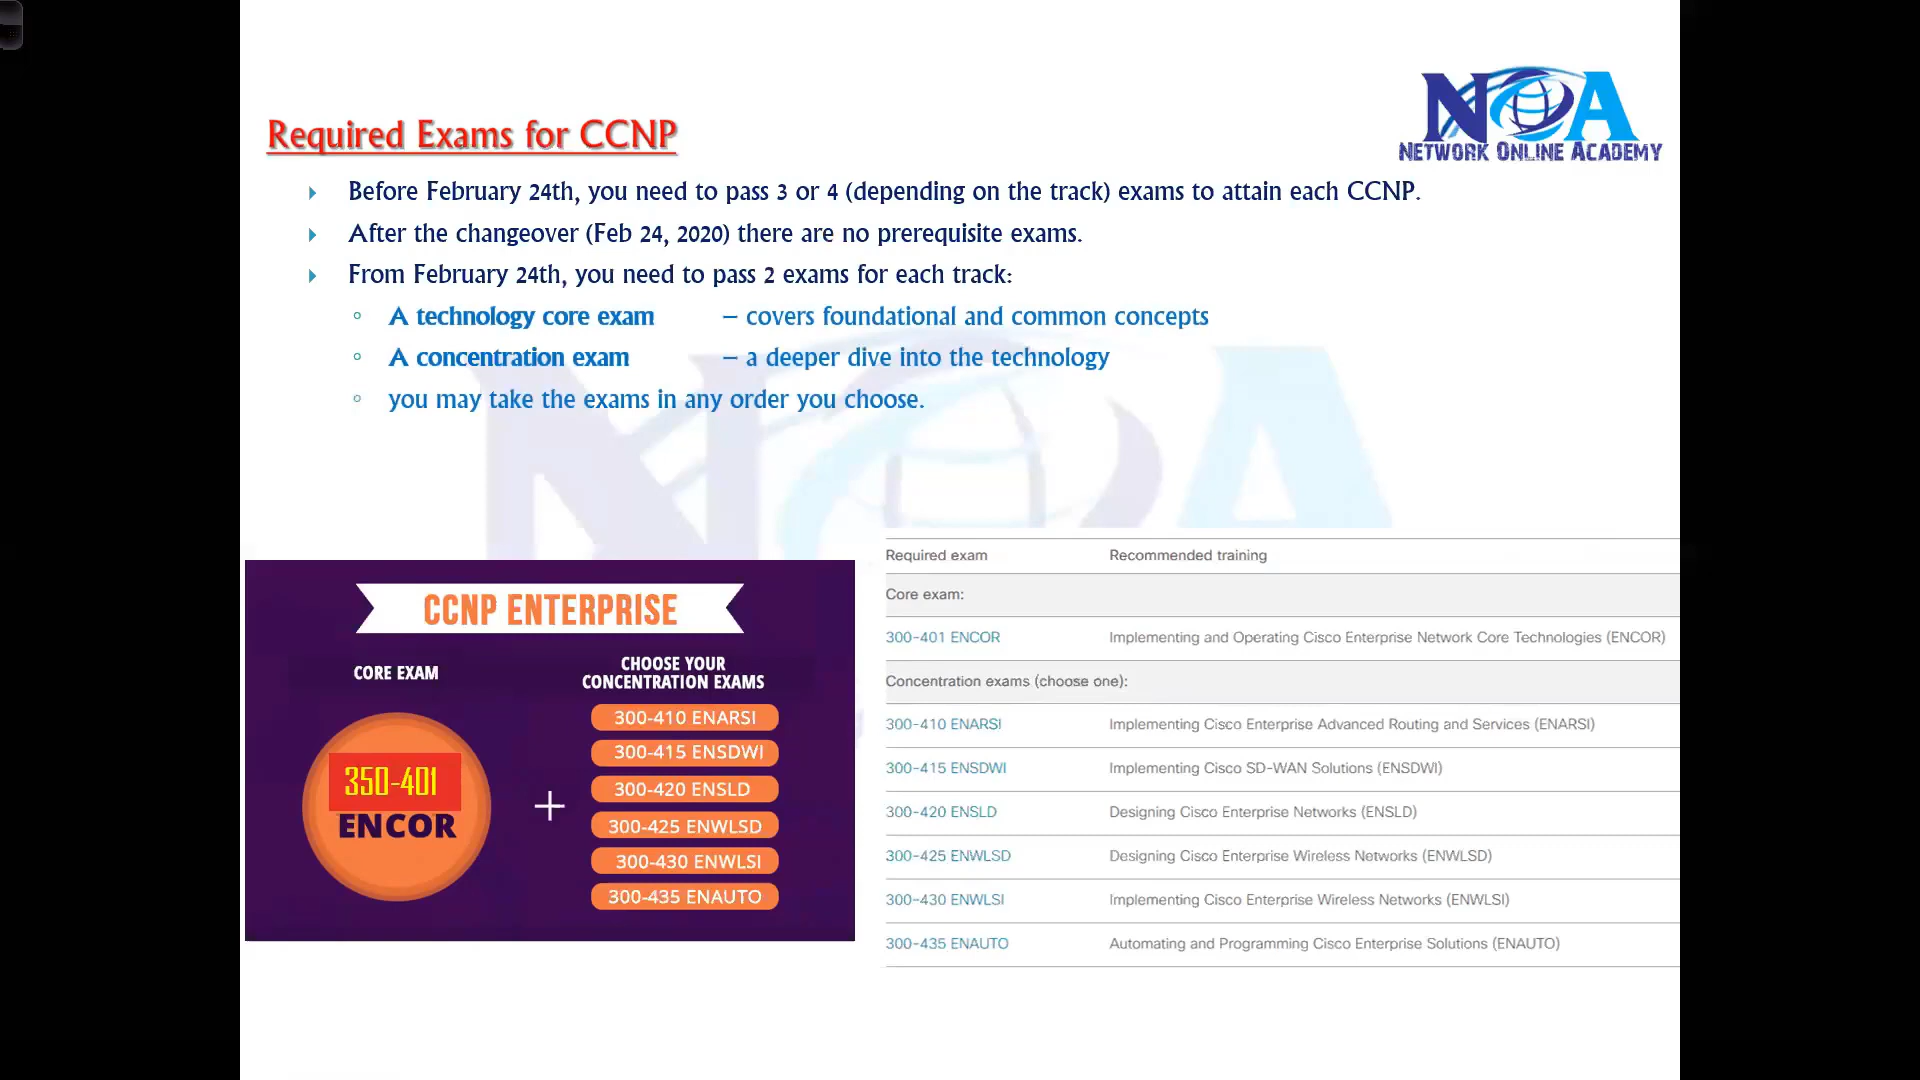 NOA
NETWORK ONLINE ACADEMY
Required Exams for CCNP
Before February 24th, you need to pass 3 or 4 (depending on the track) exams to attain each CCNP.
After the changeover (Feb 24, 2020) there are no prerequisite exams.
From February 24th, you need to pass 2 exams for each track:
A technology core exam – covers foundational and common concepts
A concentration exam – a deeper dive into the technology
you may take the exams in any order you choose.
CCNP ENTERPRISE
CORE EXAM
CHOOSE YOUR
CONCENTRATION EXAMS
350-401
ENCOR
+
300-410 ENARSI
300-415 ENSDWI
300-420 ENSLD
300-425 ENWLSD
300-430 ENWLSI
300-435 ENAUTO
Required exam Recommended training
Core exam:
300-401 ENCOR Implementing and Operating Cisco Enterprise Network Core Technologies (ENCOR)
Concentration exams (choose one):
300-410 ENARSI Implementing Cisco Enterprise Advanced Routing and Services (ENARSI)
300-415 ENSDWI Implementing Cisco SD-WAN Solutions (ENSDWI)
300-420 ENSLD Designing Cisco Enterprise Networks (ENSLD)
300-425 ENWLSD Designing Cisco Enterprise Wireless Networks (ENWLSD)
300-430 ENWLSI Implementing Cisco Enterprise Wireless Networks (ENWLSI)
300-435 ENAUTO Automating and Programming Cisco Enterprise Solutions (ENAUTO)